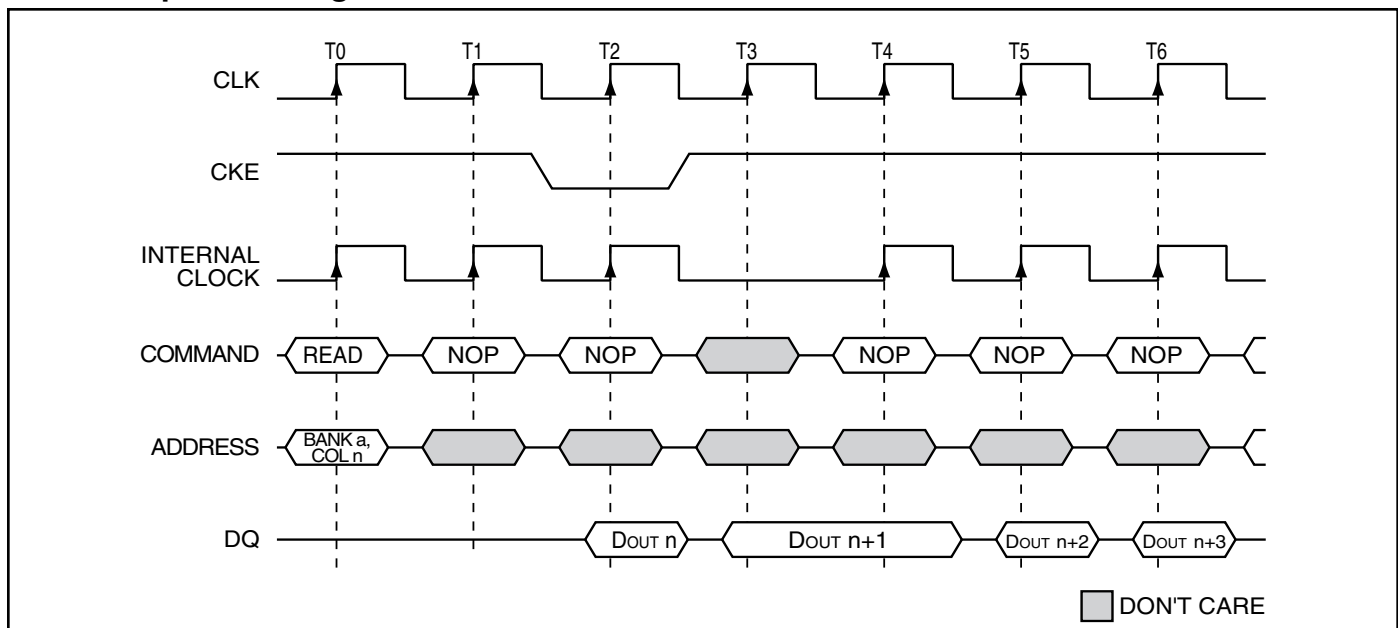 T0 T1 T2 T3 T4 T5 T6
CLK
CKE
INTERNAL
CLOCK
COMMAND READ NOP NOP NOP NOP NOP
ADDRESS BANK a,
COL n
DQ DOUT n DOUT n+1 DOUT n+2 DOUT n+3
DON'T CARE